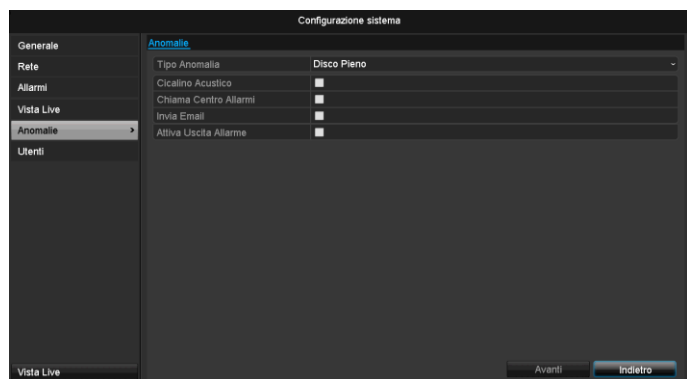 Configurazione sistema
Generale
Rete
Allarmi
Vista Live
Anomalie
Utenti
Vista Live
Anomalie
Tipo Anomalia Disco Pieno
Cicalino Acustico
Chiama Centro Allarmi
Invia Email
Attiva Uscita Allarme
Avanti Indietro